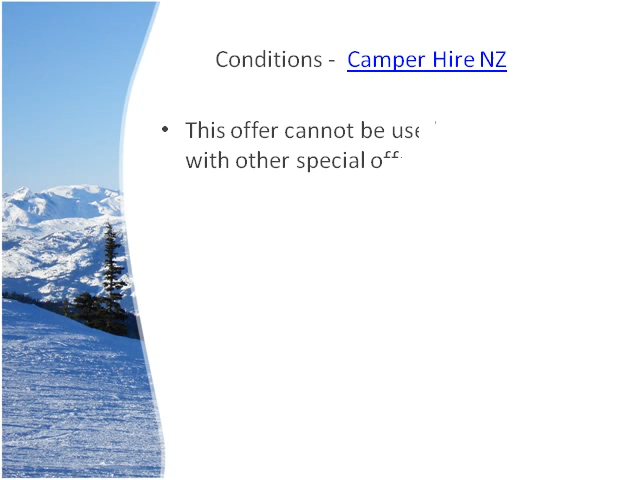 Conditions - Camper Hire NZ
• This offer cannot be
with other special